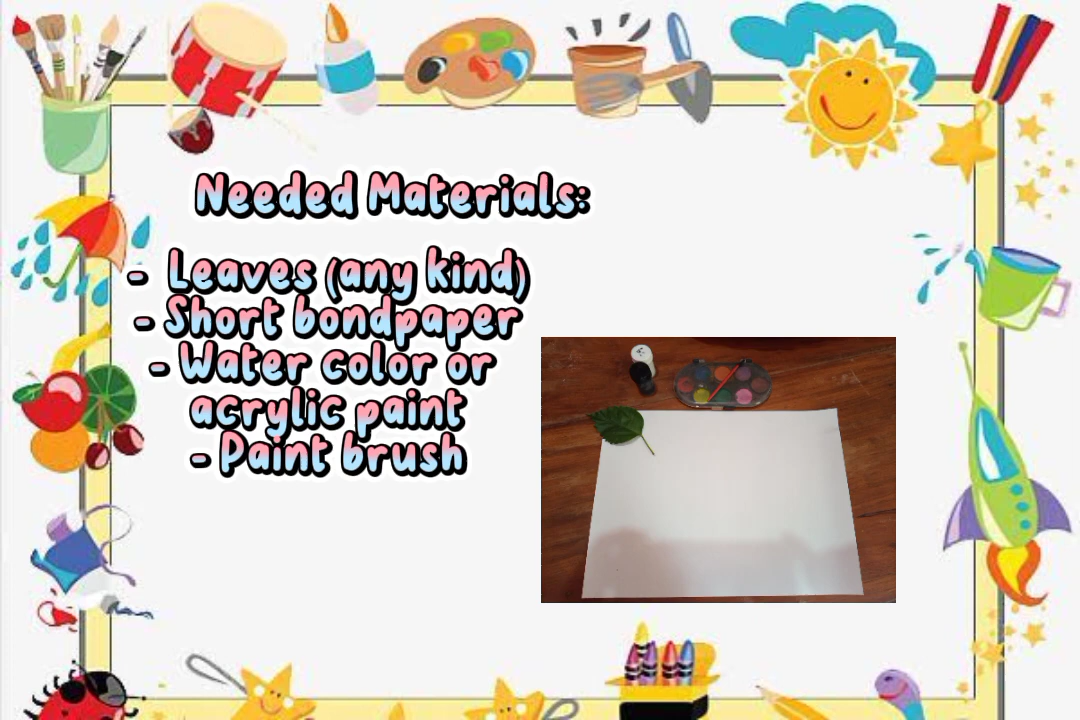 Needed Materials:
- Leaves (any kind)
- Short bondpaper
- Water color or
acrylic paint
- Paint brush